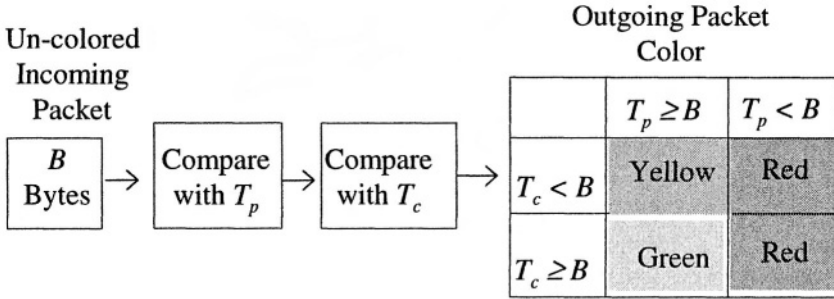 Un-colored
Incoming
Packet
B
Bytes
Compare
with T_p
Compare
with T_c
Outgoing Packet
Color
T_p ≥ B T_p < B
T_c < B Yellow Red
T_c ≥ B Green Red